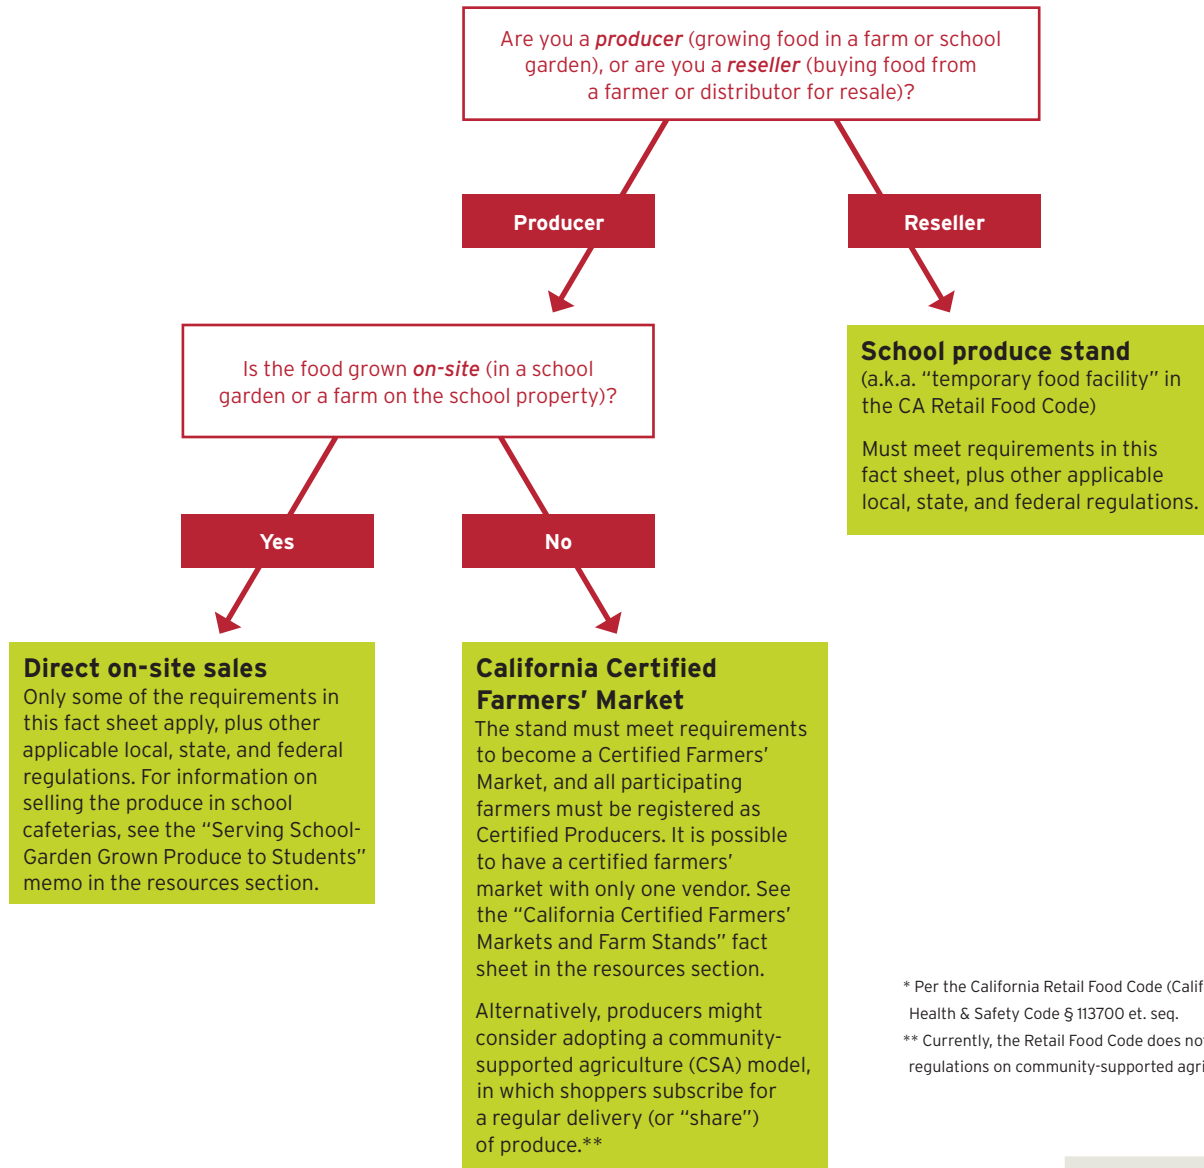 Are you a producer (growing food in a farm or school
garden), or are you a reseller (buying food from
a farmer or distributor for resale)?
Producer
Reseller
Is the food grown on-site (in a school
garden or a farm on the school property)?
School produce stand
(a.k.a. “temporary food facility” in
the CA Retail Food Code)
Must meet requirements in this
fact sheet, plus other applicable
local, state, and federal regulations.
Yes
No
Direct on-site sales
Only some of the requirements in
this fact sheet apply, plus other
applicable local, state, and federal
regulations. For information on
selling the produce in school
cafeterias, see the “Serving School-
Garden Grown Produce to Students”
memo in the resources section.
California Certified
Farmers’ Market
The stand must meet requirements
to become a Certified Farmers’
Market, and all participating
farmers must be registered as
Certified Producers. It is possible
to have a certified farmers’
market with only one vendor. See
the “California Certified Farmers’
Markets and Farm Stands” fact
sheet in the resources section.
Alternatively, producers might
consider adopting a community-
supported agriculture (CSA) model,
in which shoppers subscribe for
a regular delivery (or “share”)
of produce.**
* Per the California Retail Food Code (Calif
Health & Safety Code § 113700 et. seq.
** Currently, the Retail Food Code does no
regulations on community-supported agri